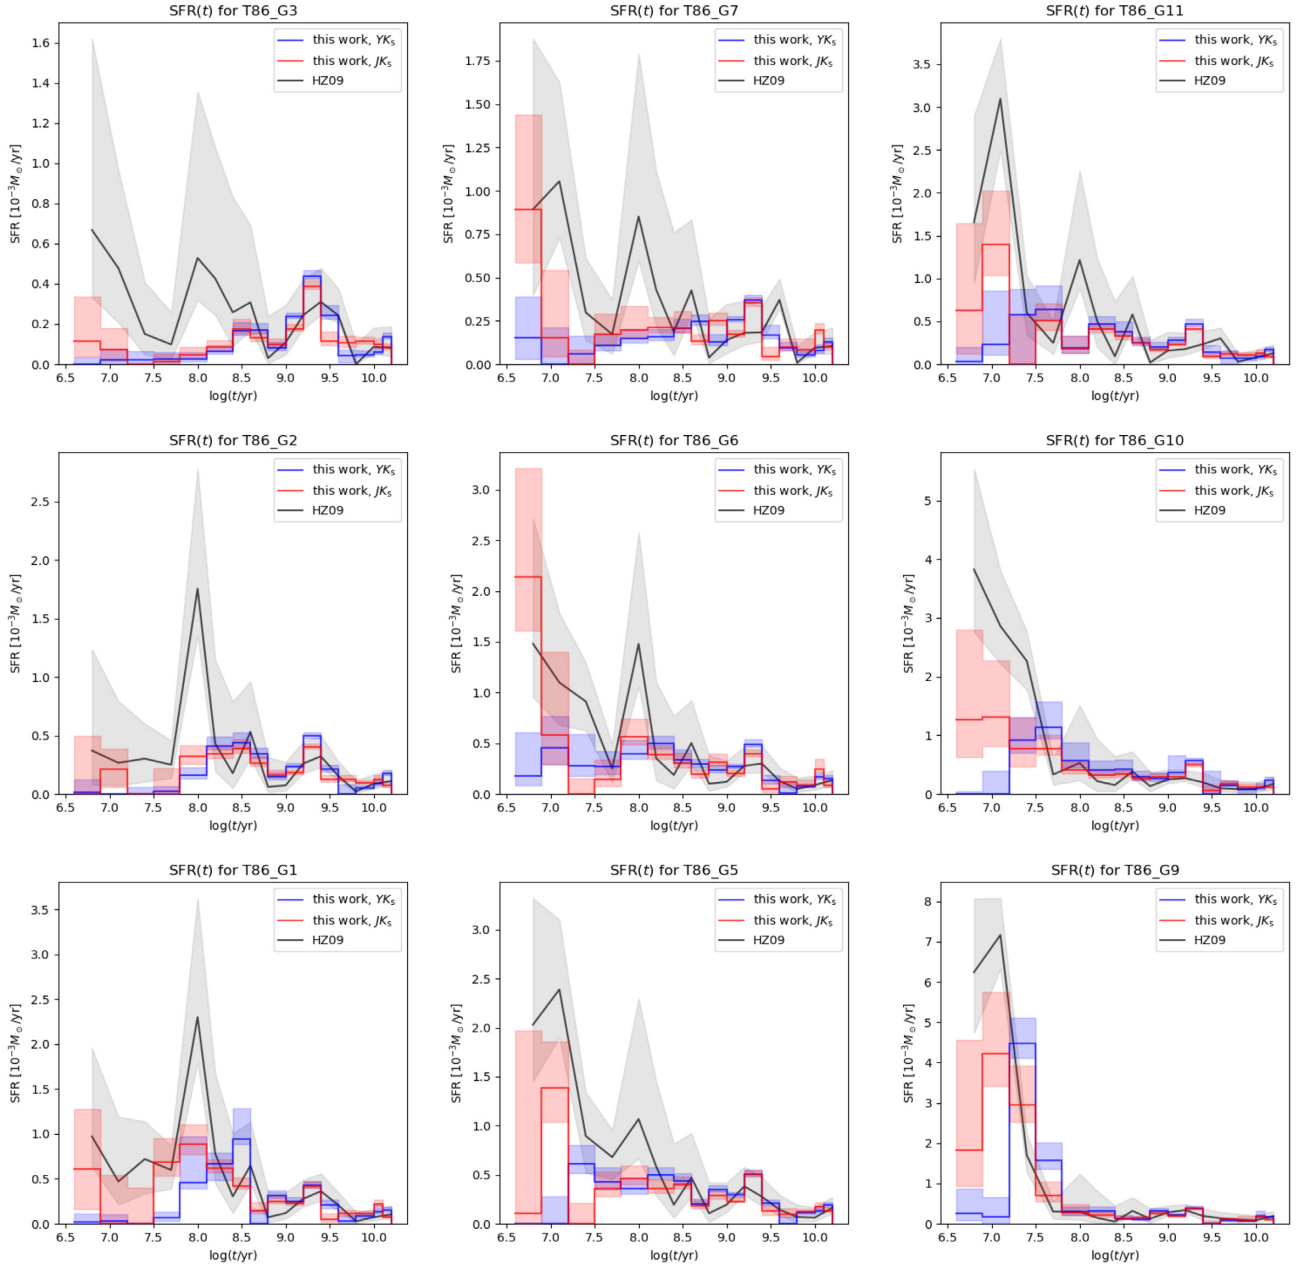 SFR(t) for T86_G3
SFR [10⁻³M⊙/yr]
1.6
1.4
1.2
1.0
0.8
0.6
0.4
0.2
0.0
this work, YKs
this work, JKs
HZ09
6.5 7.0 7.5 8.0 8.5 9.0 9.5 10.0
log(t/yr)
SFR(t) for T86_G7
SFR [10⁻³M⊙/yr]
1.75
1.50
1.25
1.00
0.75
0.50
0.25
0.00
this work, YKs
this work, JKs
HZ09
6.5 7.0 7.5 8.0 8.5 9.0 9.5 10.0
log(t/yr)
SFR(t) for T86_G11
SFR [10⁻³M⊙/yr]
3.5
3.0
2.5
2.0
1.5
1.0
0.5
0.0
this work, YKs
this work, JKs
HZ09
6.5 7.0 7.5 8.0 8.5 9.0 9.5 10.0
log(t/yr)
SFR(t) for T86_G2
SFR [10⁻³M⊙/yr]
2.5
2.0
1.5
1.0
0.5
0.0
this work, YKs
this work, JKs
HZ09
6.5 7.0 7.5 8.0 8.5 9.0 9.5 10.0
log(t/yr)
SFR(t) for T86_G6
SFR [10⁻³M⊙/yr]
3.0
2.5
2.0
1.5
1.0
0.5
0.0
this work, YKs
this work, JKs
HZ09
6.5 7.0 7.5 8.0 8.5 9.0 9.5 10.0
log(t/yr)
SFR(t) for T86_G10
SFR [10⁻³M⊙/yr]
5
4
3
2
1
0
this work, YKs
this work, JKs
HZ09
6.5 7.0 7.5 8.0 8.5 9.0 9.5 10.0
log(t/yr)
SFR(t) for T86_G1
SFR [10⁻³M⊙/yr]
3.5
3.0
2.5
2.0
1.5
1.0
0.5
0.0
this work, YKs
this work, JKs
HZ09
6.5 7.0 7.5 8.0 8.5 9.0 9.5 10.0
log(t/yr)
SFR(t) for T86_G5
SFR [10⁻³M⊙/yr]
3.0
2.5
2.0
1.5
1.0
0.5
0.0
this work, YKs
this work, JKs
HZ09
6.5 7.0 7.5 8.0 8.5 9.0 9.5 10.0
log(t/yr)
SFR(t) for T86_G9
SFR [10⁻³M⊙/yr]
8
7
6
5
4
3
2
1
0
this work, YKs
this work, JKs
HZ09
6.5 7.0 7.5 8.0 8.5 9.0 9.5 10.0
log(t/yr)